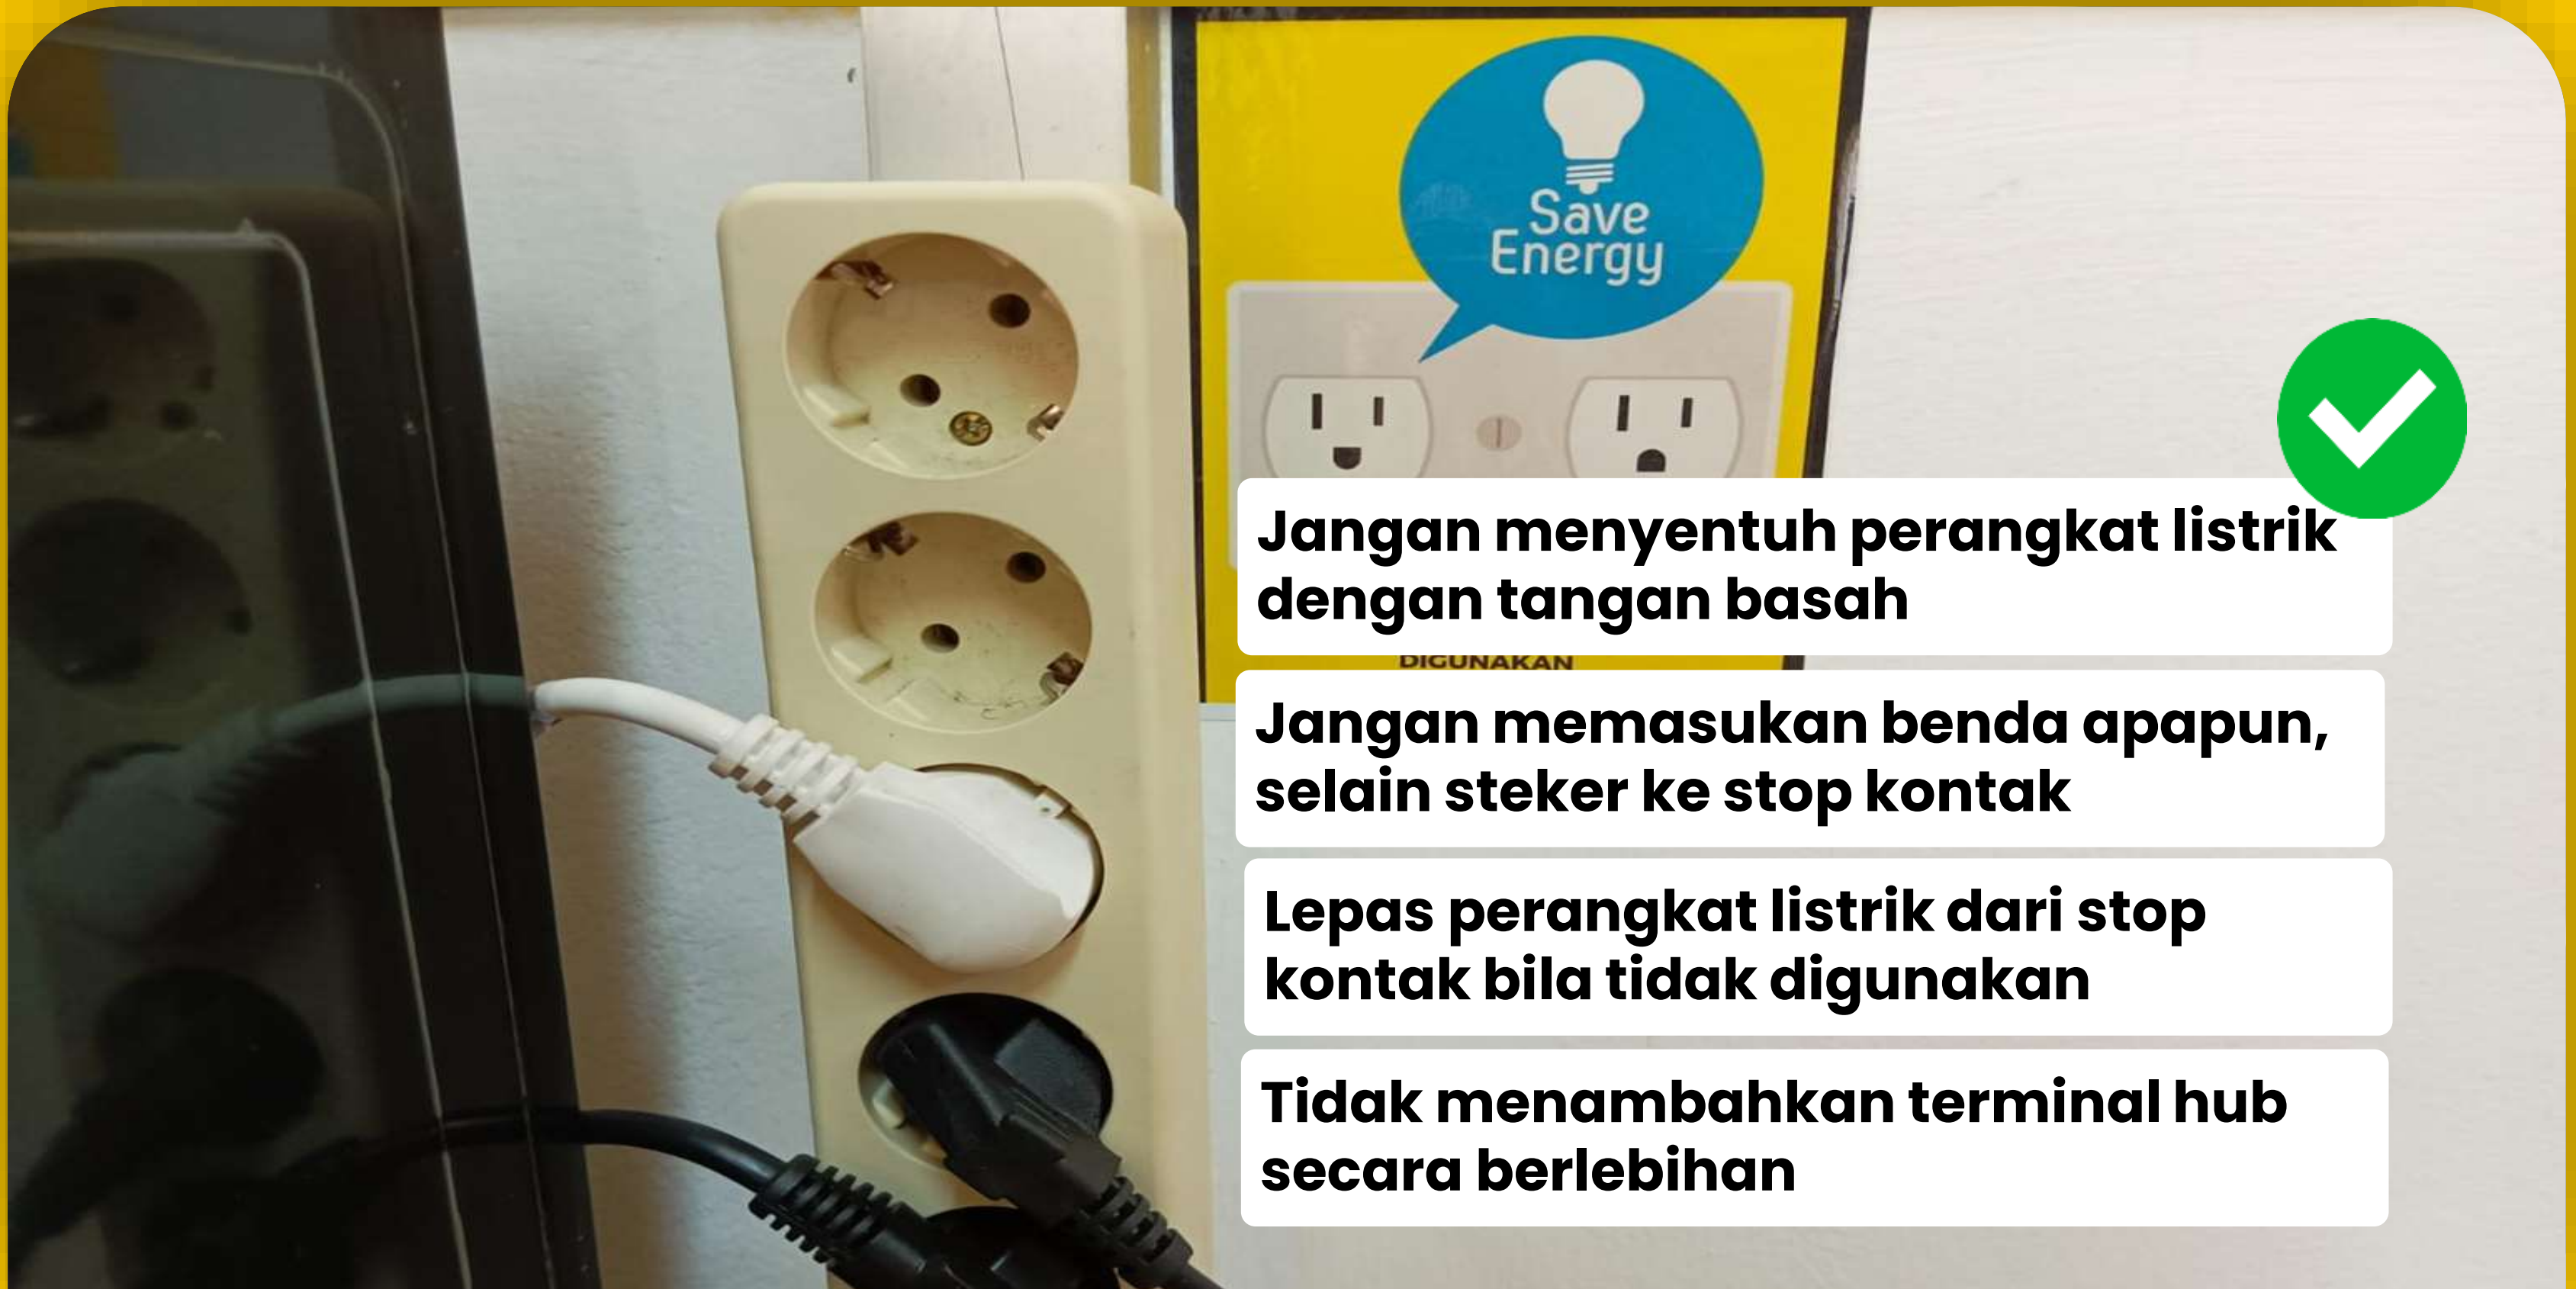 Save
Energy
Jangan menyentuh perangkat listrik
dengan tangan basah
DIGUNAKAN
Jangan memasukan benda apapun,
selain steker ke stop kontak
Lepas perangkat listrik dari stop
kontak bila tidak digunakan
Tidak menambahkan terminal hub
secara berlebihan